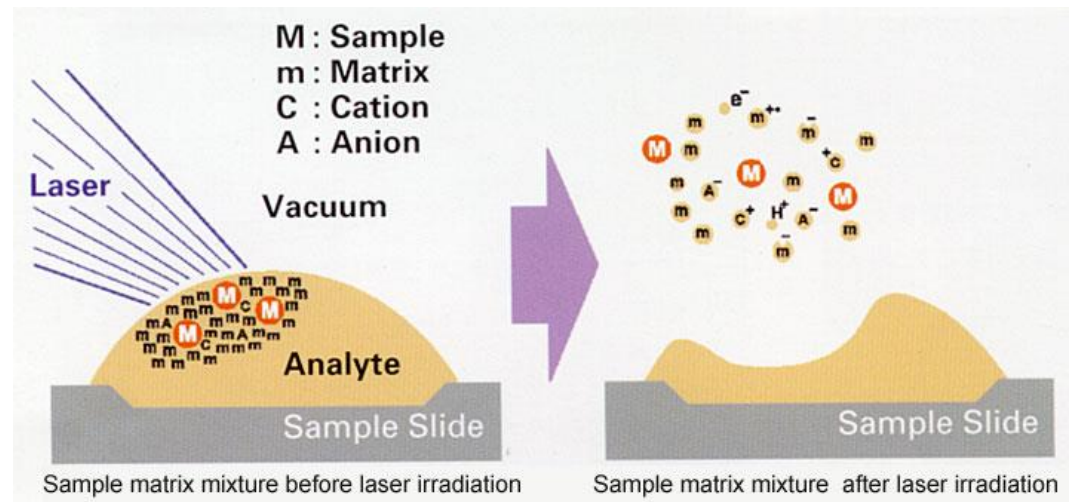 M : Sample
m : Matrix
C : Cation
A : Anion
Laser
Vacuum
m m m
m m M m m m
m m C M m
m A m m m m
m m M m A m m
m m C m m m
m m m m
Analyte
Sample Slide
Sample matrix mixture before laser irradiation
e⁻
m m⁺• m⁻
M m ⁺C m
m A⁻ M m M
m C⁺ H⁺ A⁻
m m⁻ m
Sample Slide
Sample matrix mixture after laser irradiation